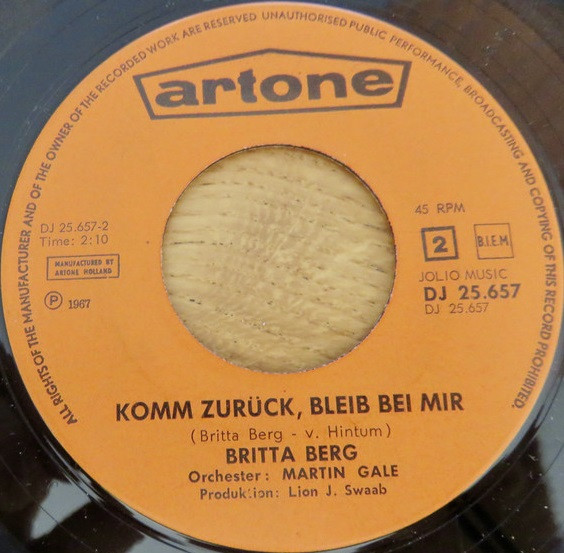 ALL RIGHTS OF THE MANUFACTURER AND OF THE OWNER OF THE RECORDED WORK ARE RESERVED UNAUTHORISED PUBLIC PERFORMANCE, BROADCASTING AND COPYING OF THIS RECORD PROHIBITED.
artone
DJ 25.657-2
Time: 2:10
MANUFACTURED BY
ARTONE HOLLAND
Ⓟ 1967
45 RPM
2
B.I.E.M
JOLIO MUSIC
DJ 25.657
DJ 25.657
KOMM ZURÜCK, BLEIB BEI MIR
(Britta Berg - v. Hintum)
BRITTA BERG
Orchester: MARTIN GALE
Produktion: Lion J. Swaab